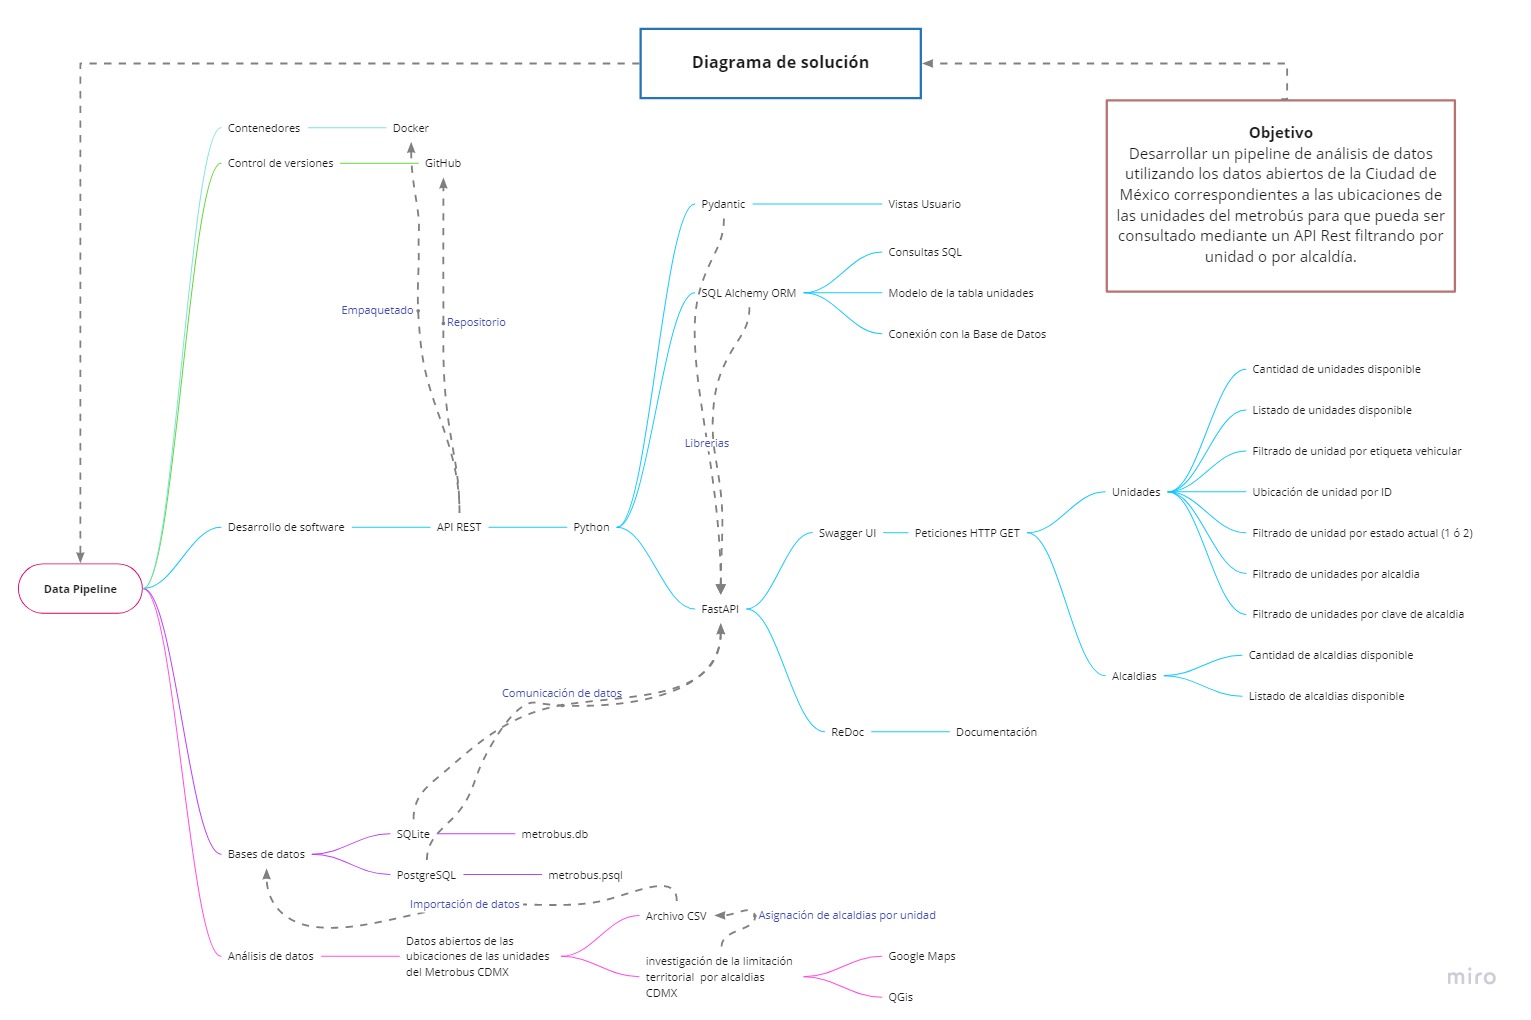 Diagrama de solución
Objetivo
Desarrollar un pipeline de análisis de datos
utilizando los datos abiertos de la Ciudad de
México correspondientes a las ubicaciones de
las unidades del metrobús para que pueda ser
consultado mediante un API Rest filtrando por
unidad o por alcaldía.
Contenedores
Docker
Control de versiones
GitHub
Pydantic
Vistas Usuario
Consultas SQL
SQL Alchemy ORM
Modelo de la tabla unidades
Conexión con la Base de Datos
Empaquetado
Repositorio
Librerias
Cantidad de unidades disponible
Listado de unidades disponible
Filtrado de unidad por etiqueta vehicular
Unidades
Ubicación de unidad por ID
Filtrado de unidad por estado actual (1 ó 2)
Filtrado de unidades por alcaldia
Filtrado de unidades por clave de alcaldia
Desarrollo de software
API REST
Python
Swagger UI
Peticiones HTTP GET
Data Pipeline
FastAPI
Cantidad de alcaldias disponible
Alcaldias
Listado de alcaldias disponible
Comunicación de datos
ReDoc
Documentación
SQLite
metrobus.db
Bases de datos
PostgreSQL
metrobus.psql
Importación de datos
Archivo CSV
Asignación de alcaldias por unidad
Análisis de datos
Datos abiertos de las
ubicaciones de las unidades
del Metrobus CDMX
investigación de la limitación
territorial por alcaldias
CDMX
Google Maps
QGis
miro